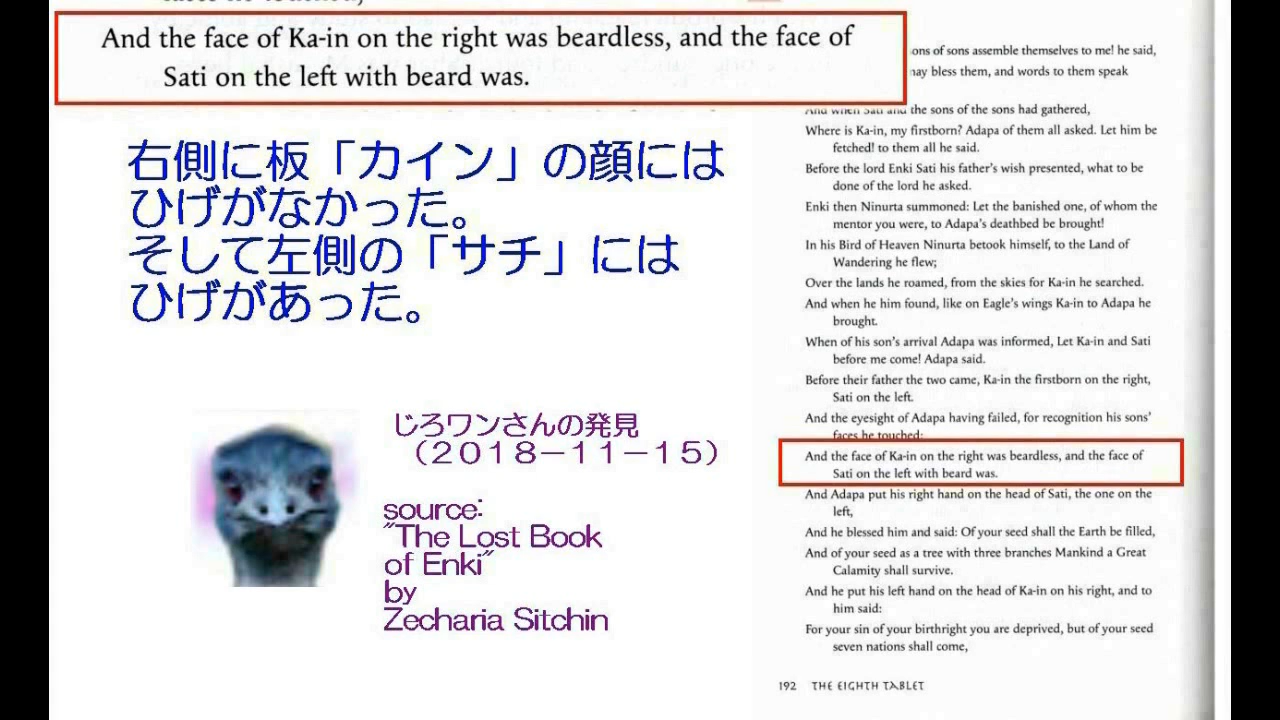 And the face of Ka-in on the right was beardless, and the face of
Sati on the left with beard was.
右側に板「カイン」の顔には
ひげがなかった。
そして左側の「サチ」には
ひげがあった。
じろワンさんの発見
（2018－11－15）
source:
"The Lost Book
of Enki"
by
Zecharia Sitchin
ons of sons assemble themselves to me! he said,
may bless them, and words to them speak
And when Sati and the sons of the sons had gathered,
Where is Ka-in, my firstborn? Adapa of them all asked. Let him be
fetched! to them all he said.
Before the lord Enki Sati his father's wish presented, what to be
done of the lord he asked.
Enki then Ninurta summoned: Let the banished one, of whom the
mentor you were, to Adapa's deathbed be brought!
In his Bird of Heaven Ninurta betook himself, to the Land of
Wandering he flew;
Over the lands he roamed, from the skies for Ka-in he searched.
And when he him found, like on Eagle's wings Ka-in to Adapa he
brought.
When of his son's arrival Adapa was informed, Let Ka-in and Sati
before me come! Adapa said.
Before their father the two came, Ka-in the firstborn on the right,
Sati on the left.
And the eyesight of Adapa having failed, for recognition his sons'
faces he touched;
And the face of Ka-in on the right was beardless, and the face of
Sati on the left with beard was.
And Adapa put his right hand on the head of Sati, the one on the
left,
And he blessed him and said: Of your seed shall the Earth be filled,
And of your seed as a tree with three branches Mankind a Great
Calamity shall survive.
And he put his left hand on the head of Ka-in on his right, and to
him said:
For your sin of your birthright you are deprived, but of your seed
seven nations shall come,
192 THE EIGHTH TABLET